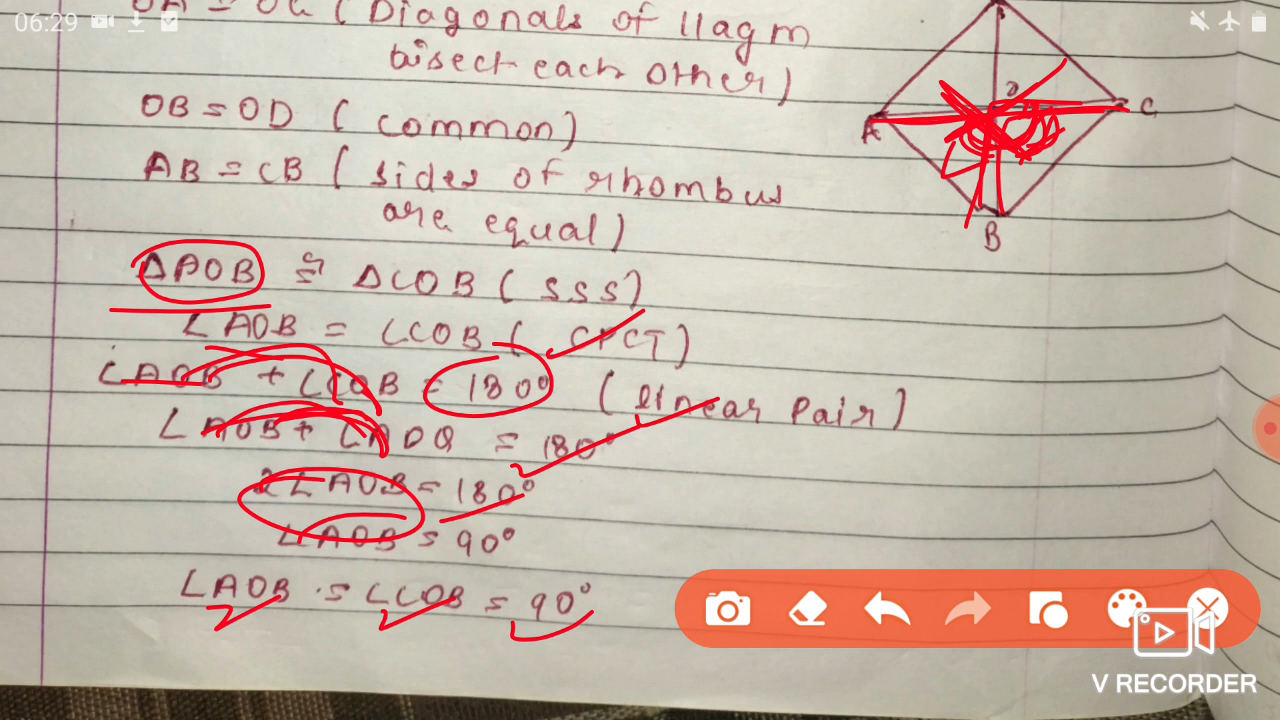 06:29
OA = OC ( Diagonals of llagm
bisect each other)
OB = OD ( common)
AB = CB ( sides of rhombus
are equal)
ΔAOB ≅ ΔCOB ( SSS)
∠AOB = ∠COB ( CPCT)
∠AOB + ∠COB = 180° ( linear Pair)
∠AOB + ∠AOB = 180°
2∠AOB = 180°
∠AOB = 90°
∠AOB = ∠COB = 90°
A
O
C
B
V RECORDER